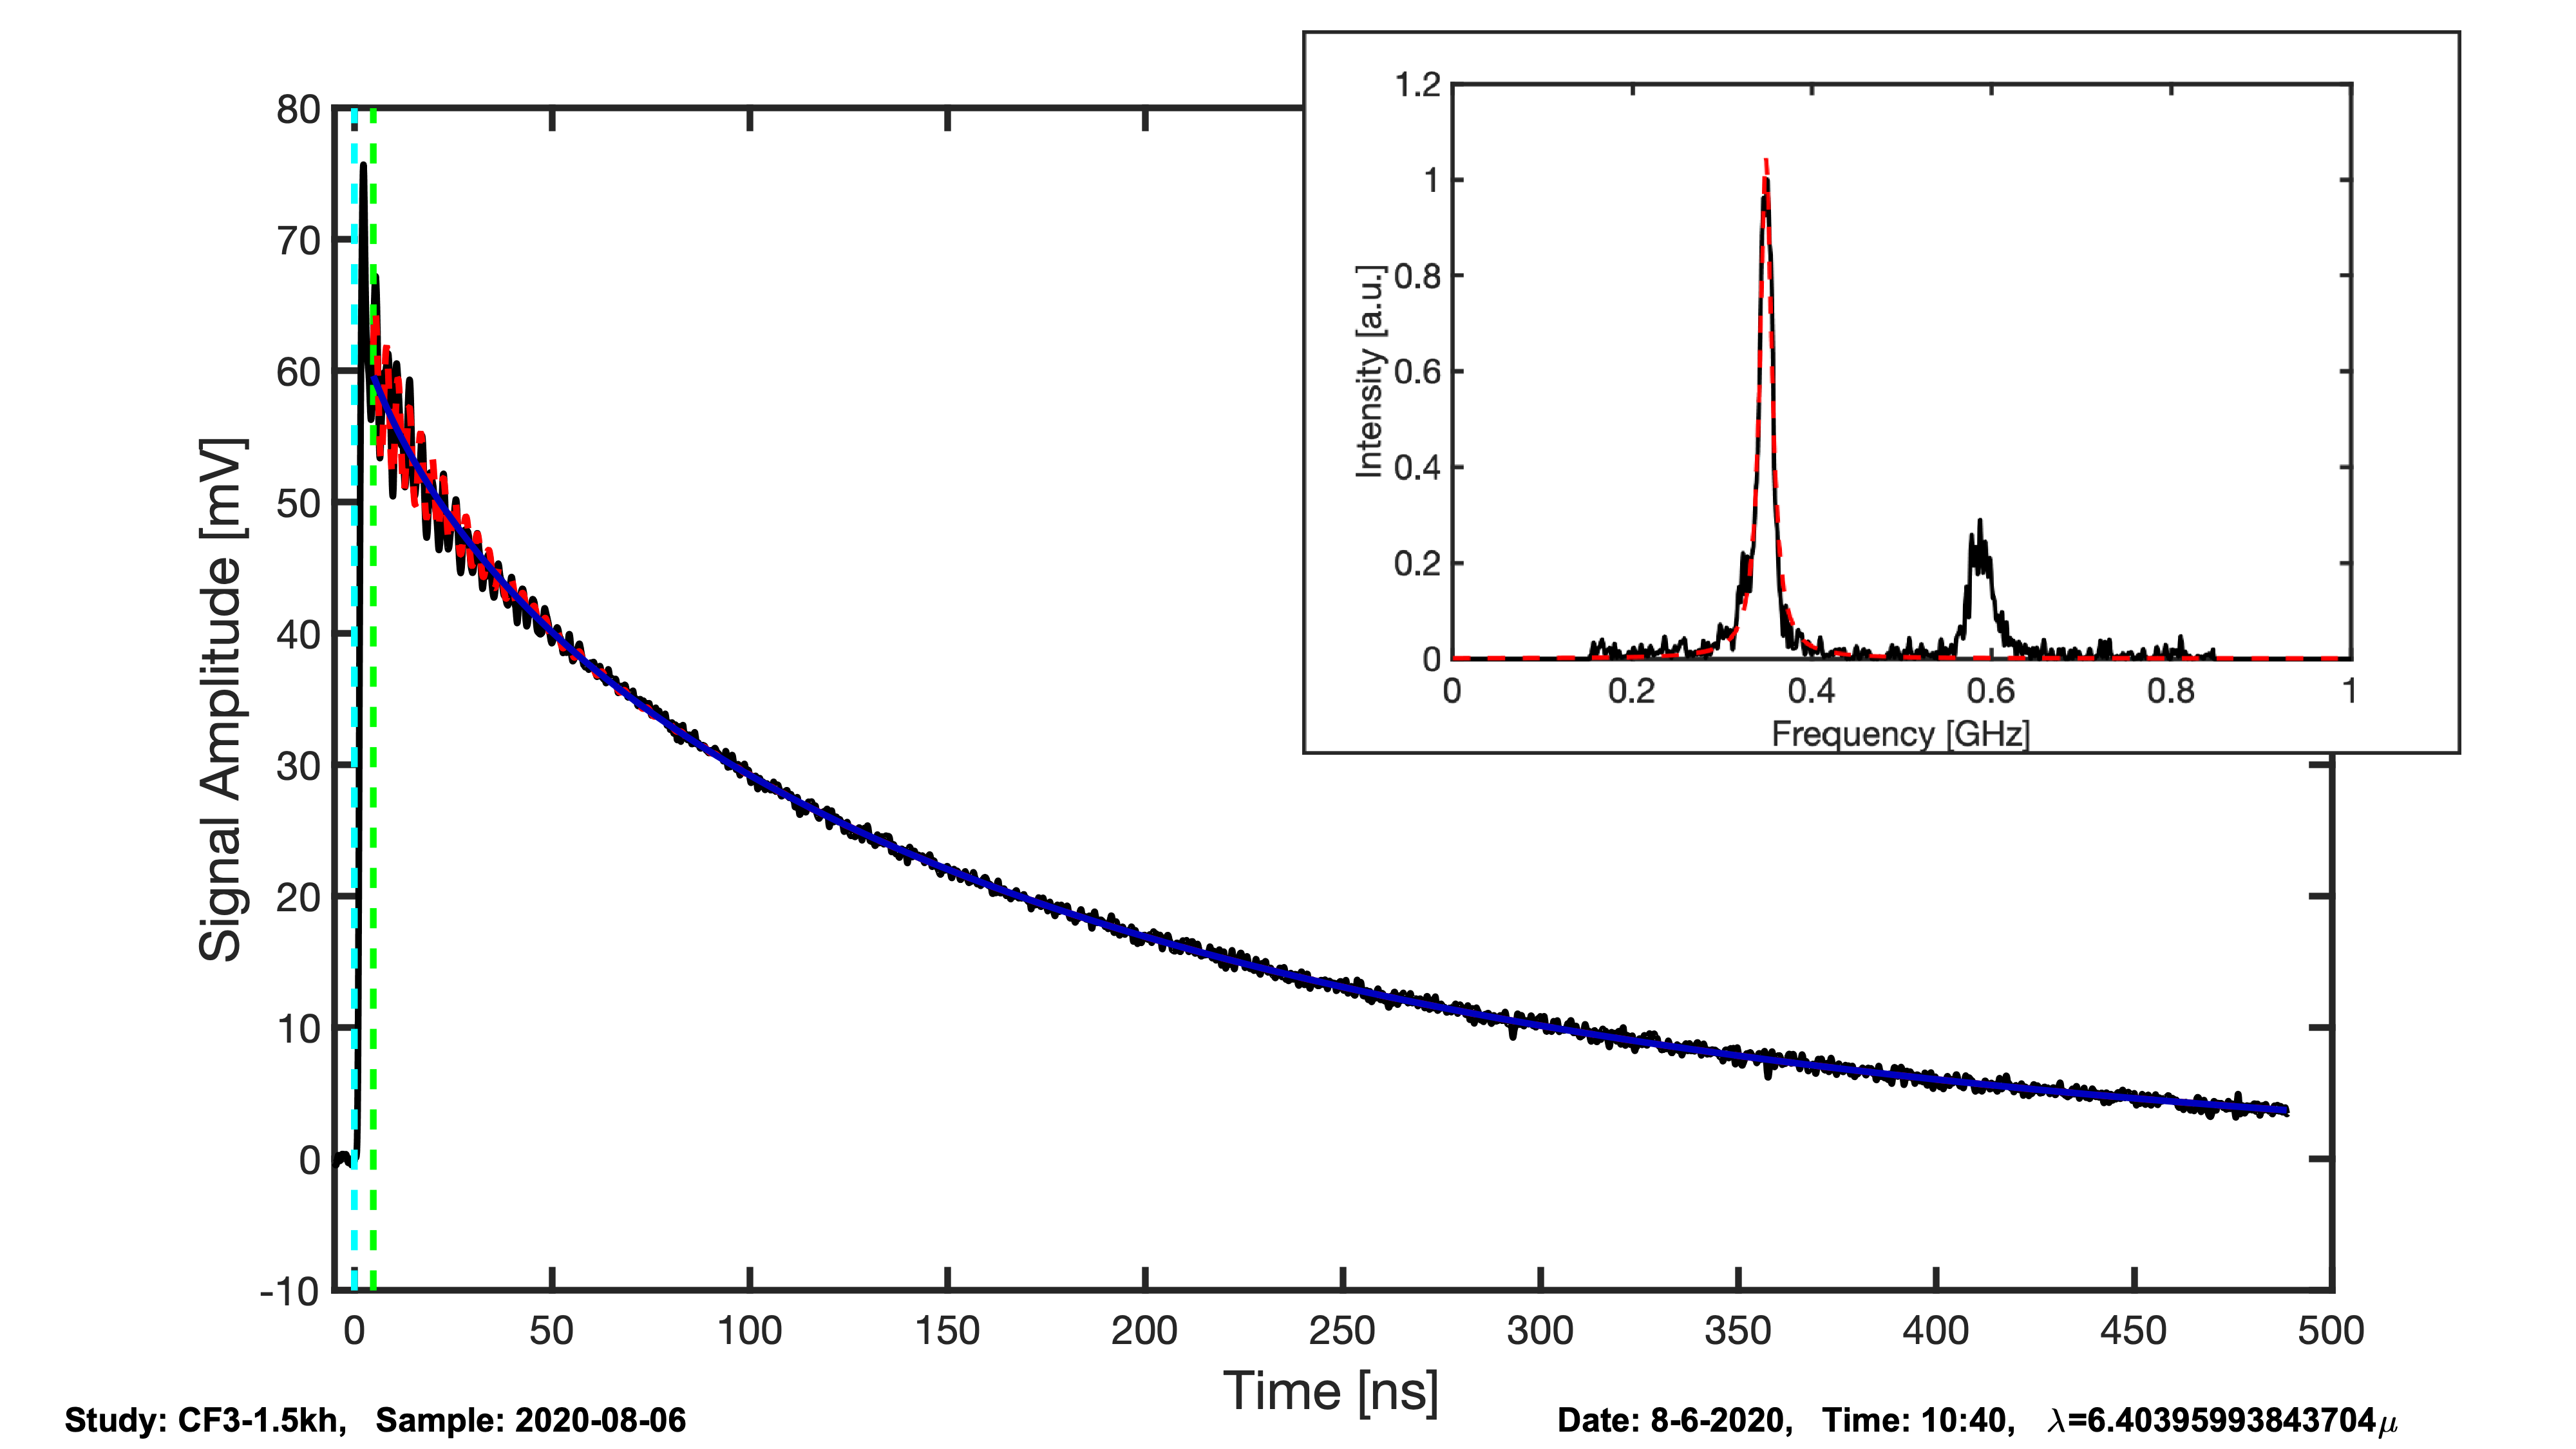 1.2
1
0.8
0.6
0.4
0.2
0
0 0.2 0.4 0.6 0.8 1
Intensity [a.u.]
Frequency [GHz]
80
70
60
50
40
30
20
10
0
-10
Signal Amplitude [mV]
0 50 100 150 200 250 300 350 400 450 500
Time [ns]
Study: CF3-1.5kh, Sample: 2020-08-06
Date: 8-6-2020, Time: 10:40, λ=6.40395993843704μ